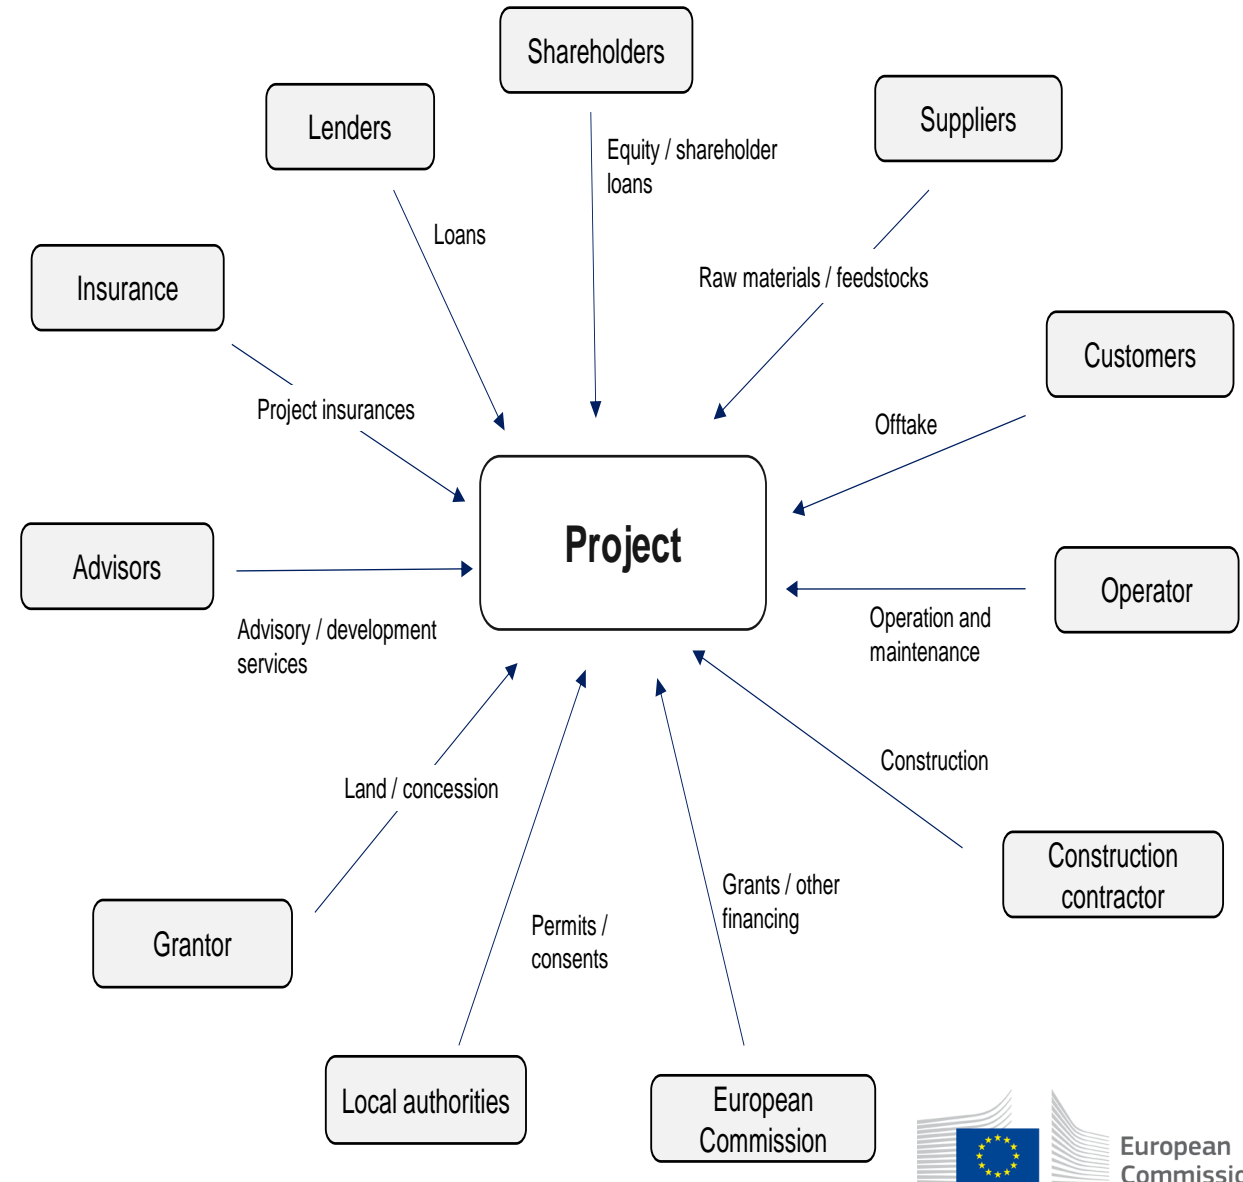 Shareholders
Lenders
Suppliers
Equity / shareholder
loans
Loans
Raw materials / feedstocks
Insurance
Customers
Project insurances
Offtake
Project
Advisors
Operator
Advisory / development
services
Operation and
maintenance
Construction
Land / concession
Construction
contractor
Grants / other
financing
Permits /
consents
Grantor
Local authorities
European
Commission
European
Commissio